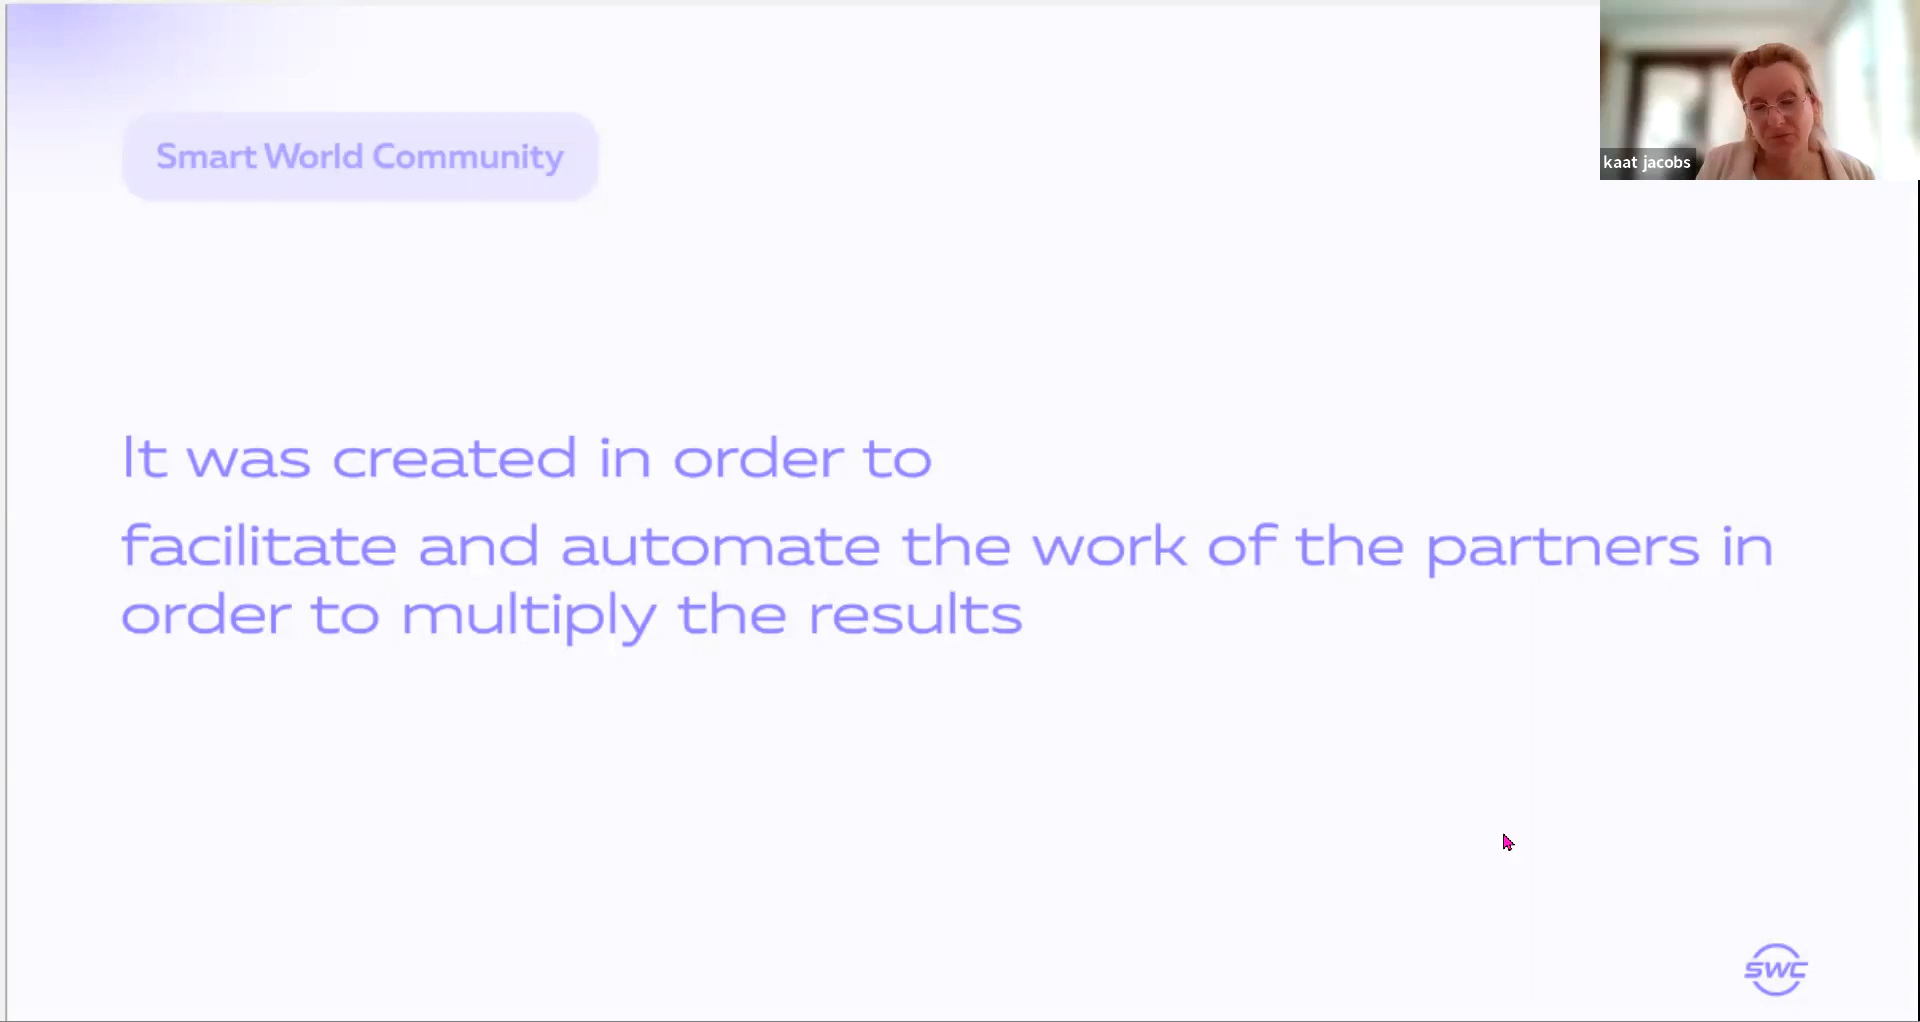 Smart World Community
kaat jacobs
It was created in order to
facilitate and automate the work of the partners in
order to multiply the results
SWC